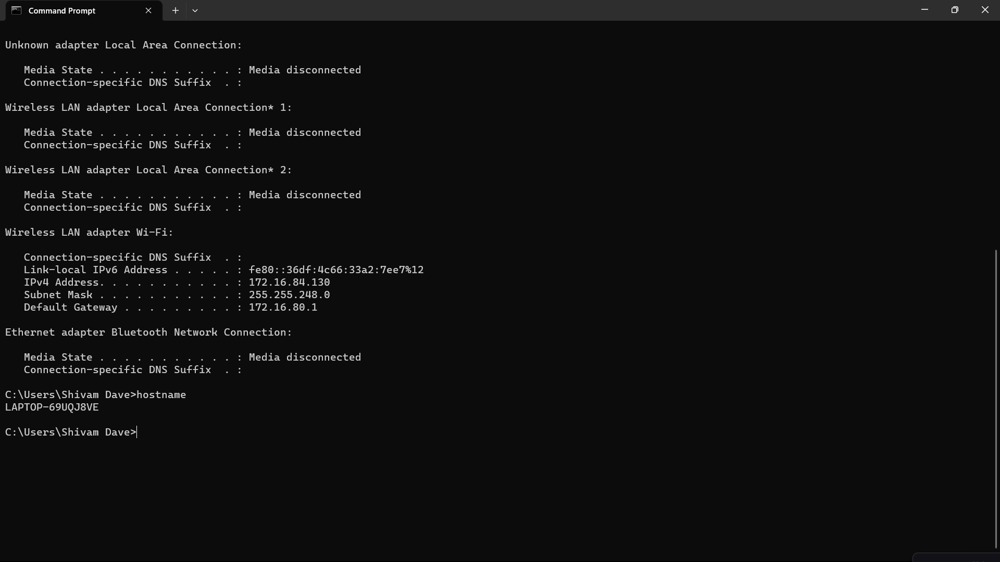 Command Prompt
Unknown adapter Local Area Connection:
Media State . . . . . . . . . . . : Media disconnected
Connection-specific DNS Suffix  . :
Wireless LAN adapter Local Area Connection* 1:
Media State . . . . . . . . . . . : Media disconnected
Connection-specific DNS Suffix  . :
Wireless LAN adapter Local Area Connection* 2:
Media State . . . . . . . . . . . : Media disconnected
Connection-specific DNS Suffix  . :
Wireless LAN adapter Wi-Fi:
Connection-specific DNS Suffix  . :
Link-local IPv6 Address . . . . . : fe80::36df:4c66:33a2:7ee7%12
IPv4 Address. . . . . . . . . . . : 172.16.84.130
Subnet Mask . . . . . . . . . . . : 255.255.248.0
Default Gateway . . . . . . . . . : 172.16.80.1
Ethernet adapter Bluetooth Network Connection:
Media State . . . . . . . . . . . : Media disconnected
Connection-specific DNS Suffix  . :
C:\Users\Shivam Dave>hostname
LAPTOP-69UQJ8VE
C:\Users\Shivam Dave>